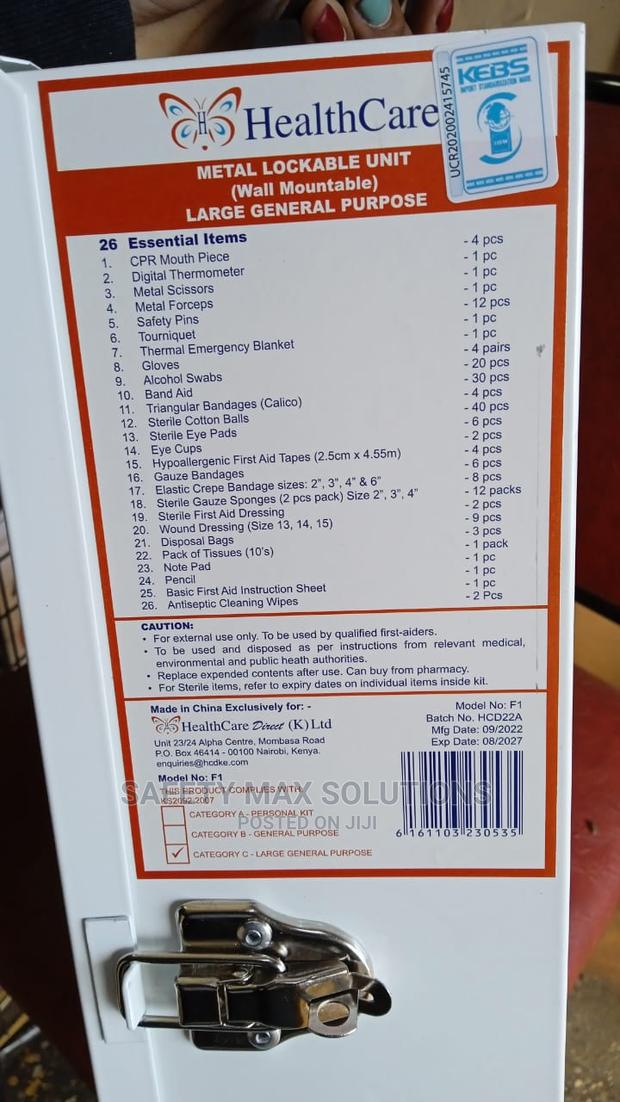 HealthCare
KEBS
IMPORT STANDARDIZATION MARK
UCR202002415745
METAL LOCKABLE UNIT
(Wall Mountable)
LARGE GENERAL PURPOSE
26 Essential Items
1. CPR Mouth Piece - 4 pcs
2. Digital Thermometer - 1 pc
3. Metal Scissors - 1 pc
4. Metal Forceps - 1 pc
5. Safety Pins - 12 pcs
6. Tourniquet - 1 pc
7. Thermal Emergency Blanket - 1 pc
8. Gloves - 4 pairs
9. Alcohol Swabs - 20 pcs
10. Band Aid - 30 pcs
11. Triangular Bandages (Calico) - 4 pcs
12. Sterile Cotton Balls - 40 pcs
13. Sterile Eye Pads - 6 pcs
14. Eye Cups - 2 pcs
15. Hypoallergenic First Aid Tapes (2.5cm x 4.55m) - 4 pcs
16. Gauze Bandages - 6 pcs
17. Elastic Crepe Bandage sizes: 2", 3", 4" & 6" - 8 pcs
18. Sterile Gauze Sponges (2 pcs pack) Size 2", 3", 4" - 12 packs
19. Sterile First Aid Dressing - 2 pcs
20. Wound Dressing (Size 13, 14, 15) - 9 pcs
21. Disposal Bags - 3 pcs
22. Pack of Tissues (10's) - 1 pack
23. Note Pad - 1 pc
24. Pencil - 1 pc
25. Basic First Aid Instruction Sheet - 1 pc
26. Antiseptic Cleaning Wipes - 2 Pcs
CAUTION:
• For external use only. To be used by qualified first-aiders.
• To be used and disposed as per instructions from relevant medical,
environmental and public heath authorities.
• Replace expended contents after use. Can buy from pharmacy.
• For Sterile items, refer to expiry dates on individual items inside kit.
Made in China Exclusively for: -
HealthCare Direct (K) Ltd
Unit 23/24 Alpha Centre, Mombasa Road
P.O. Box 46414 - 00100 Nairobi, Kenya.
enquiries@hcdke.com
Model No: F1
Batch No. HCD22A
Mfg Date: 09/2022
Exp Date: 08/2027
Model No: F1
THIS PRODUCT COMPLIES WITH
KS2092:2007
CATEGORY A - PERSONAL KIT
CATEGORY B - GENERAL PURPOSE
CATEGORY C - LARGE GENERAL PURPOSE
6 161103 230535
SAFETY MAX SOLUTIONS
POSTED ON JIJI